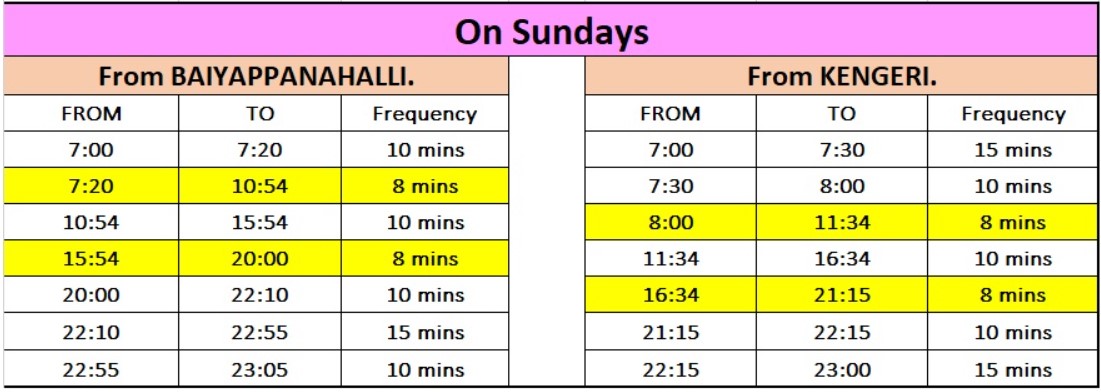 On Sundays
From BAIYAPPANAHALLI. From KENGERI.
FROM TO Frequency FROM TO Frequency
7:00 7:20 10 mins 7:00 7:30 15 mins
7:20 10:54 8 mins 7:30 8:00 10 mins
10:54 15:54 10 mins 8:00 11:34 8 mins
15:54 20:00 8 mins 11:34 16:34 10 mins
20:00 22:10 10 mins 16:34 21:15 8 mins
22:10 22:55 15 mins 21:15 22:15 10 mins
22:55 23:05 10 mins 22:15 23:00 15 mins